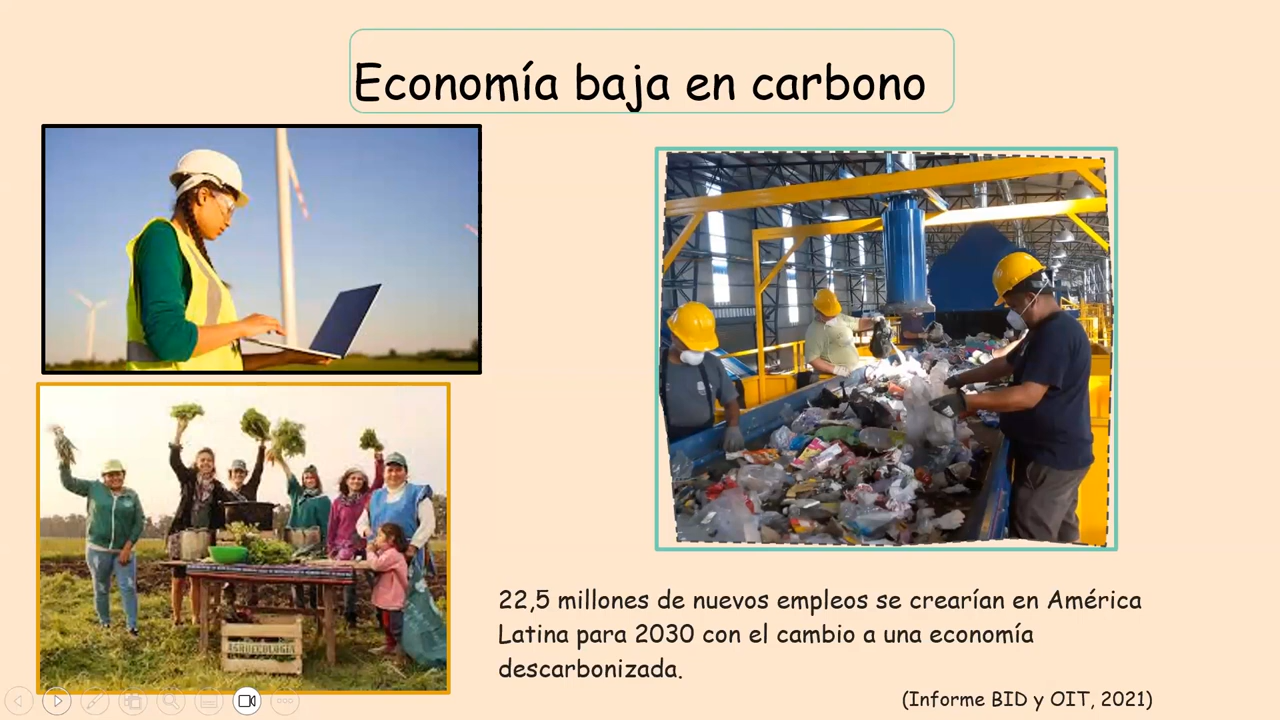 Economía baja en carbono
AGROECOLOGIA
22,5 millones de nuevos empleos se crearían en América
Latina para 2030 con el cambio a una economía
descarbonizada.
(Informe BID y OIT, 2021)